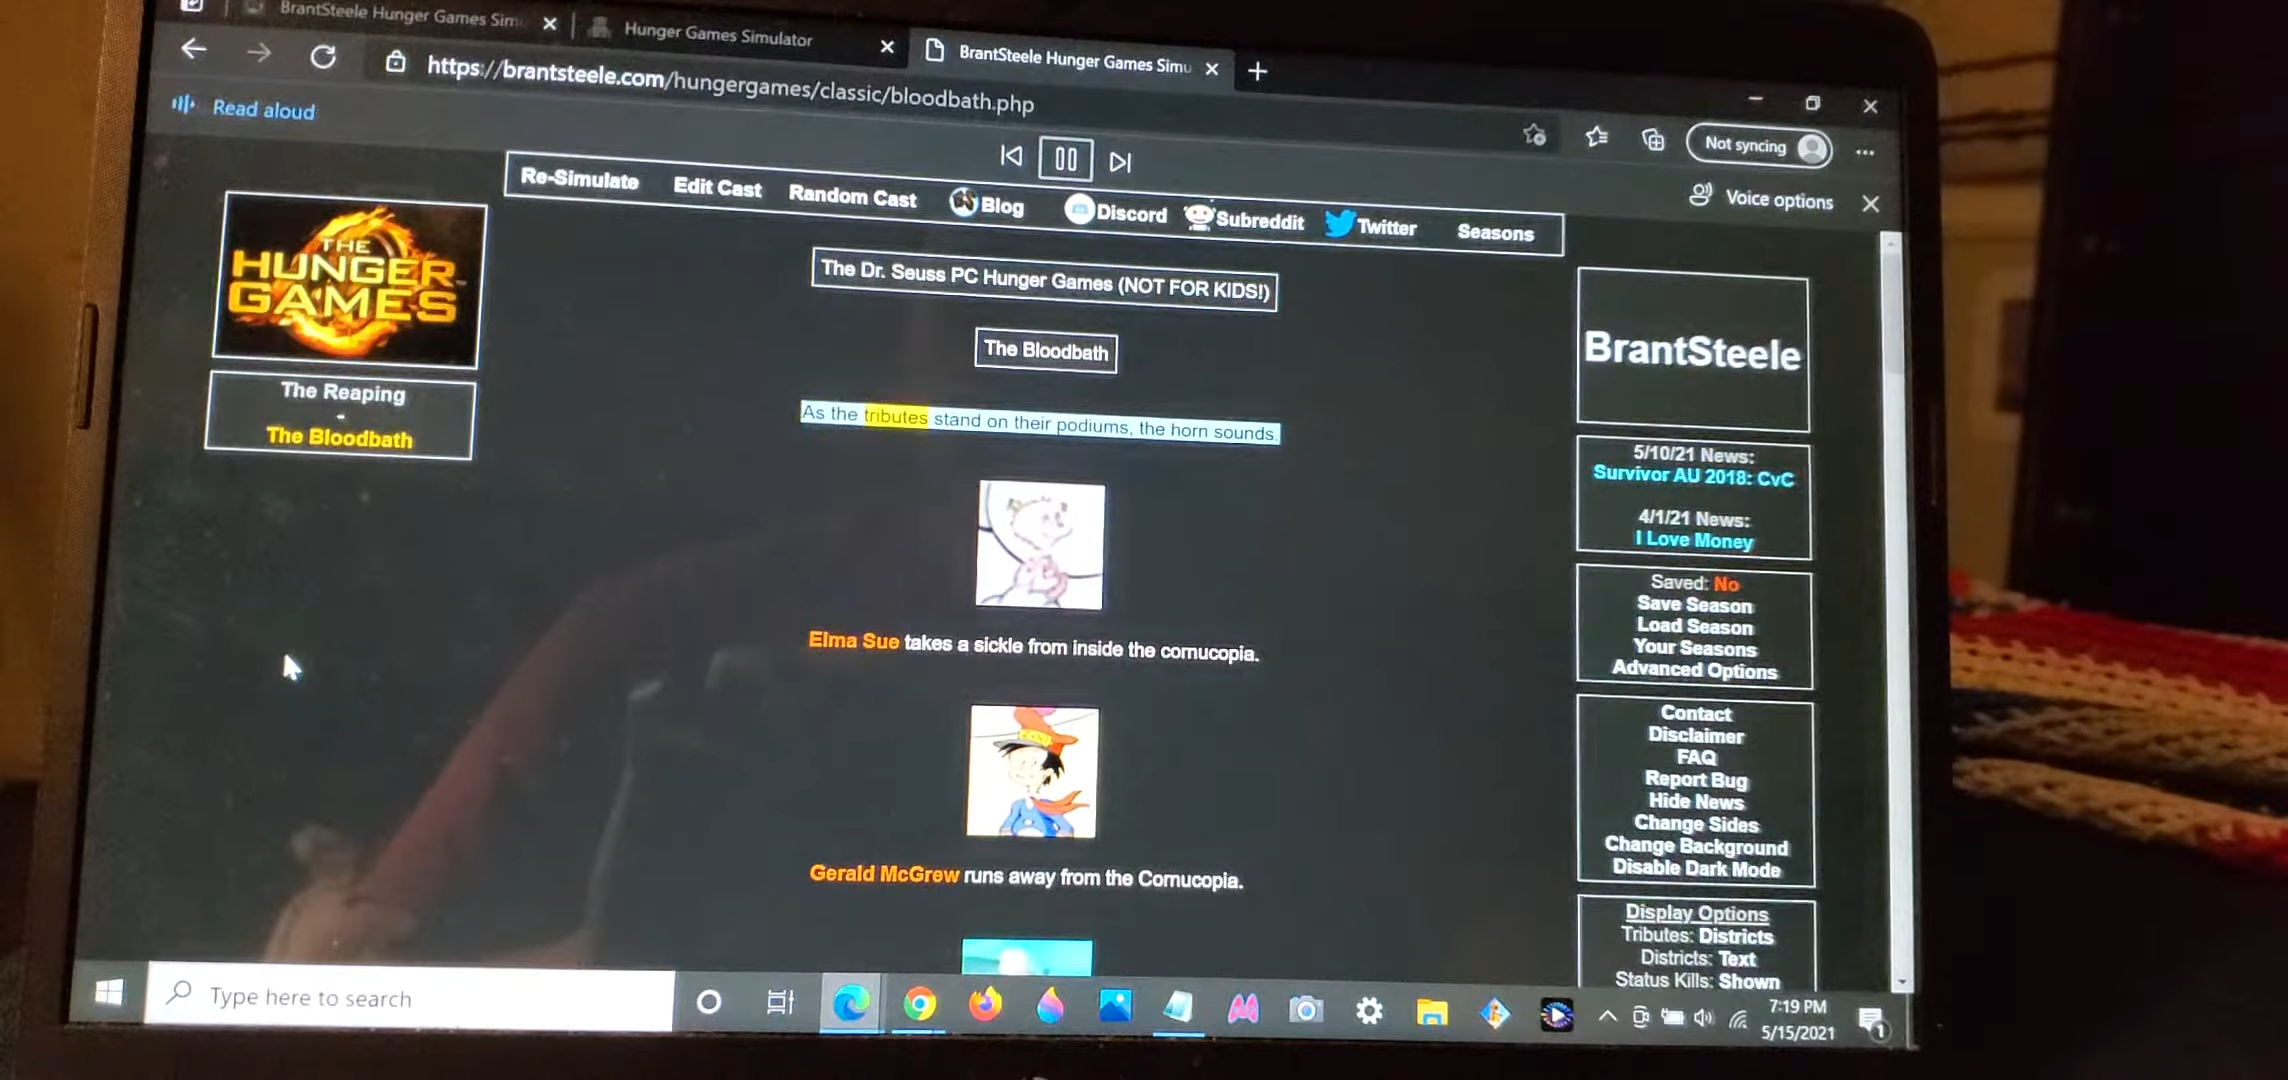 BrantSteele Hunger Games Sim
Hunger Games Simulator
BrantSteele Hunger Games Simu
https://brantsteele.com/hungergames/classic/bloodbath.php
Read aloud
Not syncing
Voice options
Re-Simulate
Edit Cast
Random Cast
Blog
Discord
Subreddit
Twitter
Seasons
THE
HUNGER
GAMES
The Reaping
-
The Bloodbath
The Dr. Seuss PC Hunger Games (NOT FOR KIDS!)
The Bloodbath
As the tributes stand on their podiums, the horn sounds.
Elma Sue takes a sickle from inside the cornucopia.
Gerald McGrew runs away from the Cornucopia.
BrantSteele
5/10/21 News:
Survivor AU 2018: CvC
4/1/21 News:
I Love Money
Saved: No
Save Season
Load Season
Your Seasons
Advanced Options
Contact
Disclaimer
FAQ
Report Bug
Hide News
Change Sides
Change Background
Disable Dark Mode
Display Options
Tributes: Districts
Districts: Text
Status Kills: Shown
Type here to search
7:19 PM
5/15/2021
1